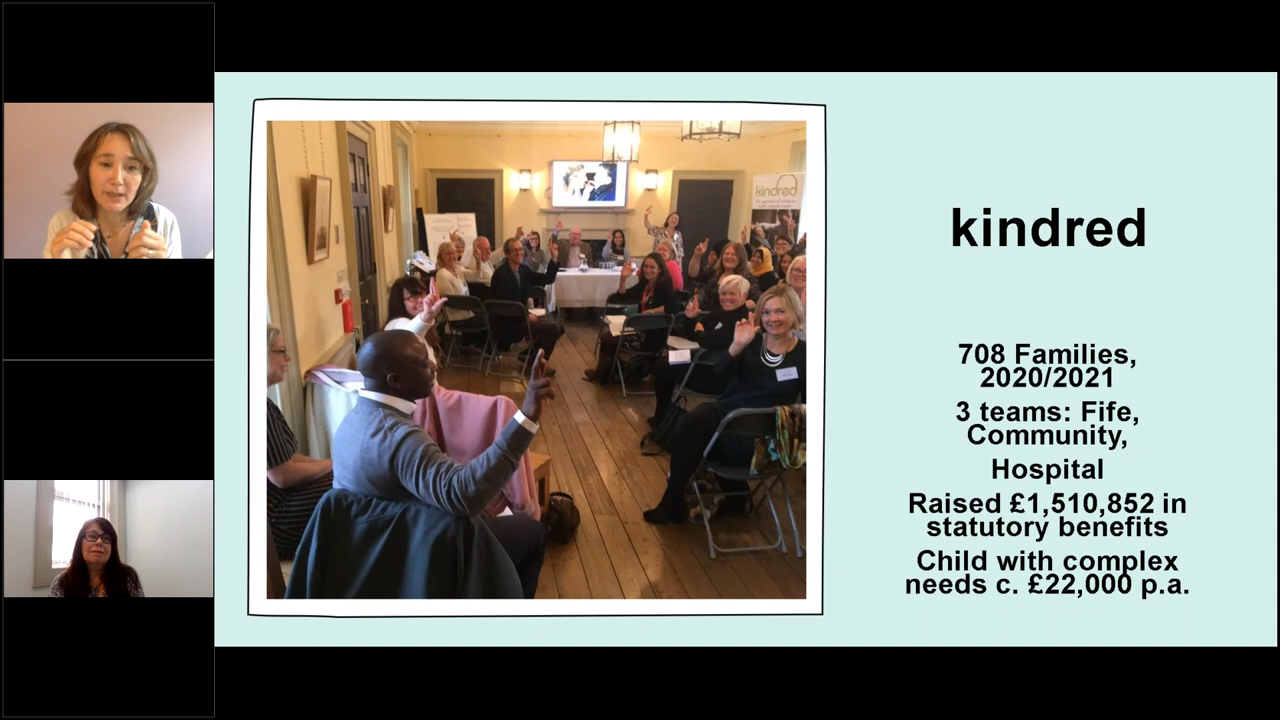 kindred
708 Families,
2020/2021
3 teams: Fife,
Community,
Hospital
Raised £1,510,852 in
statutory benefits
Child with complex
needs c. £22,000 p.a.
kindred